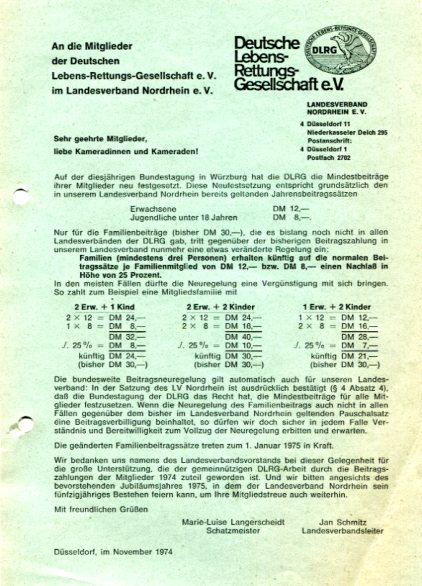 An die Mitglieder
der Deutschen
Lebens-Rettungs-Gesellschaft e. V.
im Landesverband Nordrhein e. V.
Deutsche
Lebens-
Rettungs-
Gesellschaft e.V.
DEUTSCHE LEBENS-RETTUNGS-GESELLSCHAFT
DLRG
LANDESVERBAND
NORDRHEIN E. V.
4 Düsseldorf 11
Niederkasseler Deich 295
Postanschrift:
4 Düsseldorf 1
Postfach 2702
Sehr geehrte Mitglieder,
liebe Kameradinnen und Kameraden!
Auf der diesjährigen Bundestagung in Würzburg hat die DLRG die Mindestbeiträge
ihrer Mitglieder neu festgesetzt. Diese Neufestsetzung entspricht grundsätzlich den
in unserem Landesverband Nordrhein bereits geltenden Jahresbeitragssätzen
Erwachsene DM 12,—
Jugendliche unter 18 Jahren DM 8,—.
Nur für die Familienbeiträge (bisher DM 30,—), die es bislang noch nicht in allen
Landesverbänden der DLRG gab, tritt gegenüber der bisherigen Beitragszahlung in
unserem Landesverband nunmehr eine etwas veränderte Regelung ein:
Familien (mindestens drei Personen) erhalten künftig auf die normalen Bei-
tragssätze je Familienmitglied von DM 12,— bzw. DM 8,— einen Nachlaß in
Höhe von 25 Prozent.
In den meisten Fällen dürfte die Neuregelung eine Vergünstigung mit sich bringen.
So zahlt zum Beispiel eine Mitgliedsfamilie mit
2 Erw. + 1 Kind 2 Erw. + 2 Kinder 1 Erw. + 2 Kinder
2 × 12 = DM 24,— 2 × 12 = DM 24,— 1 × 12 = DM 12,—
1 × 8 = DM 8,— 2 × 8 = DM 16,— 2 × 8 = DM 16,—
DM 32,— DM 40,— DM 28,—
./. 25 % = DM 8,— ./. 25 % = DM 10,— ./. 25 % = DM 7,—
künftig DM 24,— künftig DM 30,— künftig DM 21,—
(bisher DM 30,—) (bisher DM 30,—) (bisher DM 30,—)
Die bundesweite Beitragsneuregelung gilt automatisch auch für unseren Landes-
verband: In der Satzung des LV Nordrhein ist ausdrücklich bestätigt (§ 4 Absatz 4),
daß die Bundestagung der DLRG das Recht hat, die Mindestbeiträge für alle Mit-
glieder festzusetzen. Wenn die Neuregelung des Familienbeitrags auch nicht in allen
Fällen gegenüber dem bisher im Landesverband Nordrhein geltenden Pauschalsatz
eine Beitragsverbilligung beinhaltet, so dürfen wir doch sicher in jedem Falle Ver-
ständnis und Bereitwilligkeit zum Vollzug der Neuregelung erbitten und erwarten.
Die geänderten Familienbeitragssätze treten zum 1. Januar 1975 in Kraft.
Wir bedanken uns namens des Landesverbandsvorstands bei dieser Gelegenheit für
die große Unterstützung, die der gemeinnützigen DLRG-Arbeit durch die Beitrags-
zahlungen der Mitglieder 1974 zuteil geworden ist. Und wir bitten angesichts des
bevorstehenden Jubiläumsjahres 1975, in dem der Landesverband Nordrhein sein
fünfzigjähriges Bestehen feiern kann, um Ihre Mitgliedstreue auch weiterhin.
Mit freundlichen Grüßen
Marie-Luise Langerscheidt Jan Schmitz
Schatzmeister Landesverbandsleiter
Düsseldorf, im November 1974